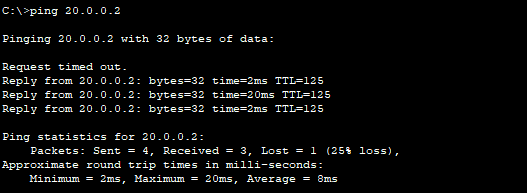 C:\>ping 20.0.0.2
Pinging 20.0.0.2 with 32 bytes of data:
Request timed out.
Reply from 20.0.0.2: bytes=32 time=2ms TTL=125
Reply from 20.0.0.2: bytes=32 time=20ms TTL=125
Reply from 20.0.0.2: bytes=32 time=2ms TTL=125
Ping statistics for 20.0.0.2:
    Packets: Sent = 4, Received = 3, Lost = 1 (25% loss),
Approximate round trip times in milli-seconds:
    Minimum = 2ms, Maximum = 20ms, Average = 8ms